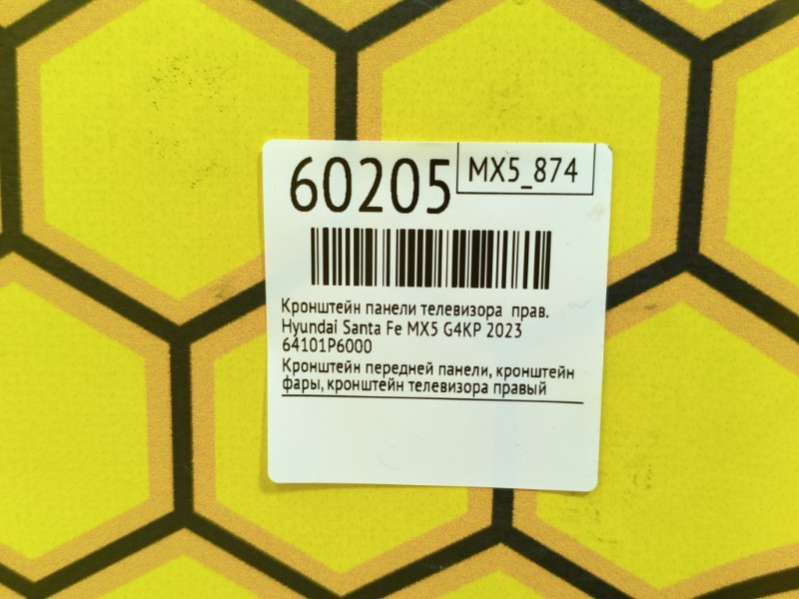 60205
MX5_874
Кронштейн панели телевизора прав.
Hyundai Santa Fe MX5 G4KP 2023
64101P6000
Кронштейн передней панели, кронштейн
фары, кронштейн телевизора правый